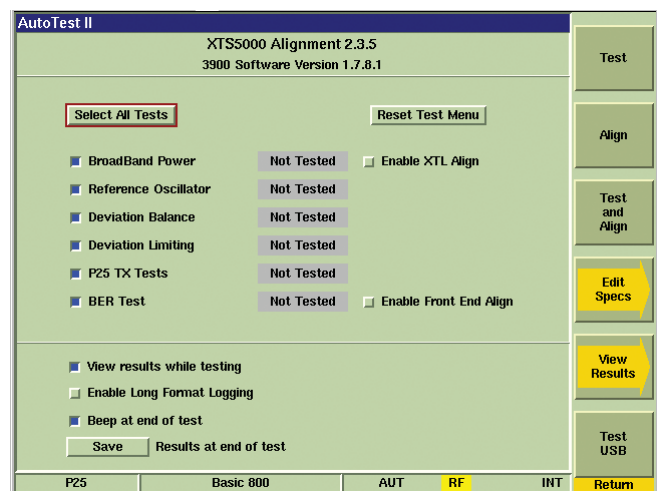 AutoTest II
XTS5000 Alignment 2.3.5
3900 Software Version 1.7.8.1
Select All Tests
Reset Test Menu
BroadBand Power Not Tested Enable XTL Align
Reference Oscillator Not Tested
Deviation Balance Not Tested
Deviation Limiting Not Tested
P25 TX Tests Not Tested
BER Test Not Tested Enable Front End Align
View results while testing
Enable Long Format Logging
Beep at end of test
Save Results at end of test
P25 Basic 800 AUT RF INT
Test
Align
Test
and
Align
Edit
Specs
View
Results
Test
USB
Return